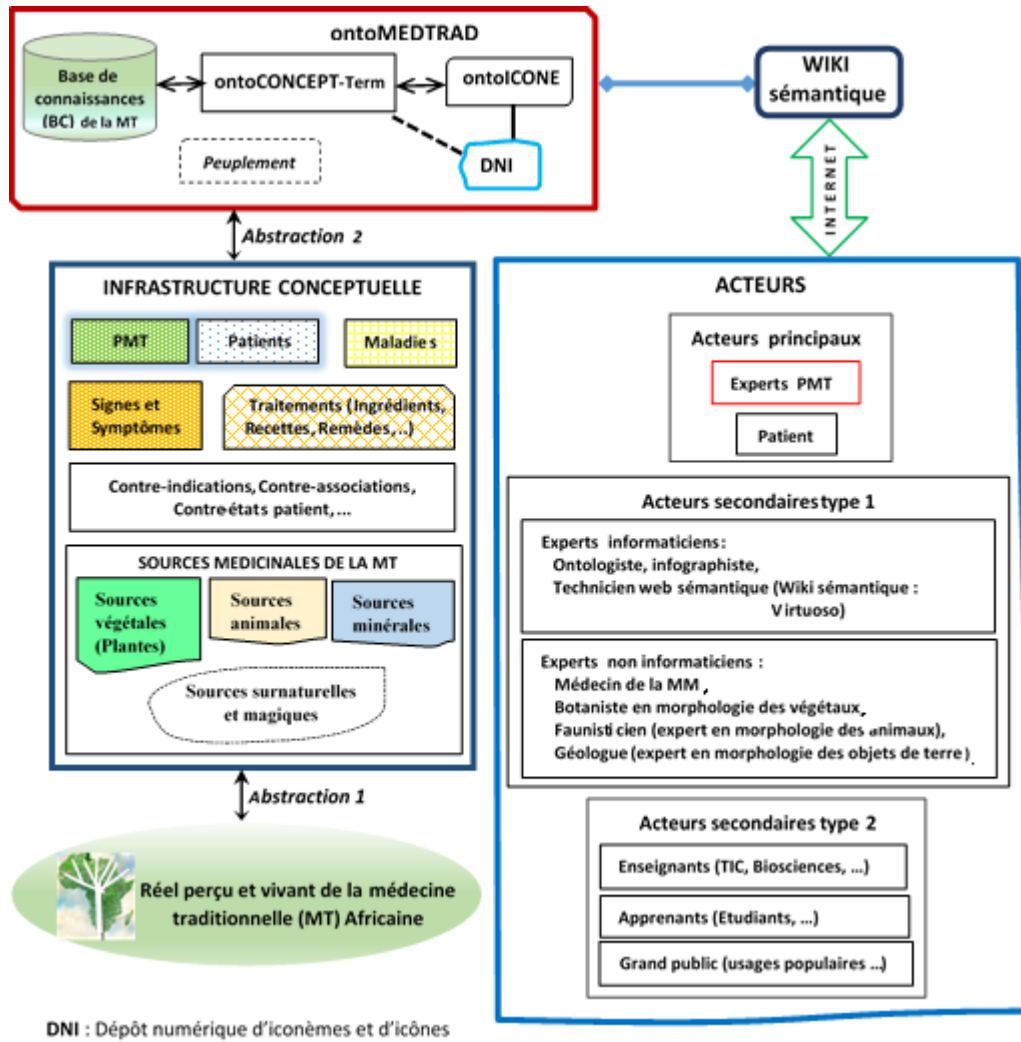 ontoMEDTRAD
Base de
connaissances
(BC) de la MT
ontoCONCEPT-Term
ontoICONE
Peuplement
DNI
WIKI
sémantique
INTERNET
Abstraction 2
INFRASTRUCTURE CONCEPTUELLE
PMT
Patients
Maladies
Signes et
Symptômes
Traitements (Ingrédients,
Recettes, Remèdes,..)
Contre-indications, Contre-associations,
Contre-états patient, ...
SOURCES MEDICINALES DE LA MT
Sources
végétales
(Plantes)
Sources
animales
Sources
minérales
Sources surnaturelles
et magiques
Abstraction 1
Réel perçu et vivant de la médecine
traditionnelle (MT) Africaine
ACTEURS
Acteurs principaux
Experts PMT
Patient
Acteurs secondaires type 1
Experts informaticiens:
Ontologiste, infographiste,
Technicien web sémantique (Wiki sémantique :
Virtuoso)
Experts non informaticiens :
Médecin de la MM ,
Botaniste en morphologie des végétaux,
Faunisticien (expert en morphologie des animaux),
Géologue (expert en morphologie des objets de terre) .
Acteurs secondaires type 2
Enseignants (TIC, Biosciences, ...)
Apprenants (Etudiants, ...)
Grand public (usages populaires ...)
DNI : Dépôt numérique d'iconèmes et d'icônes